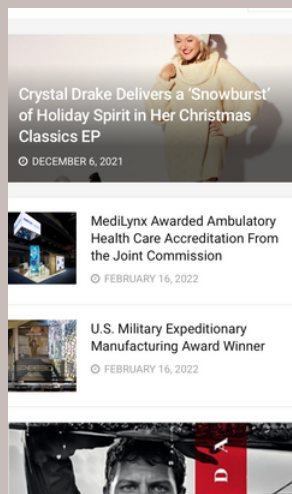 Crystal Drake Delivers a ‘Snowburst’
of Holiday Spirit in Her Christmas
Classics EP
DECEMBER 6, 2021
MediLynx Awarded Ambulatory
Health Care Accreditation From
the Joint Commission
FEBRUARY 16, 2022
U.S. Military Expeditionary
Manufacturing Award Winner
FEBRUARY 16, 2022
D A